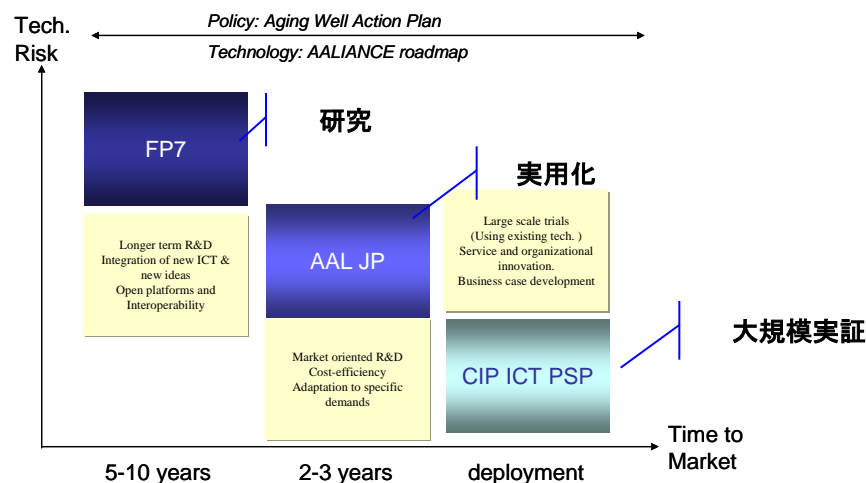 Tech.
Risk
Policy: Aging Well Action Plan
Technology: AALIANCE roadmap
FP7
研究
Longer term R&D
Integration of new ICT &
new ideas
Open platforms and
Interoperability
AAL JP
実用化
Market oriented R&D
Cost-efficiency
Adaptation to specific
demands
Large scale trials
(Using existing tech. )
Service and organizational
innovation.
Business case development
CIP ICT PSP
大規模実証
Time to
Market
5-10 years
2-3 years
deployment